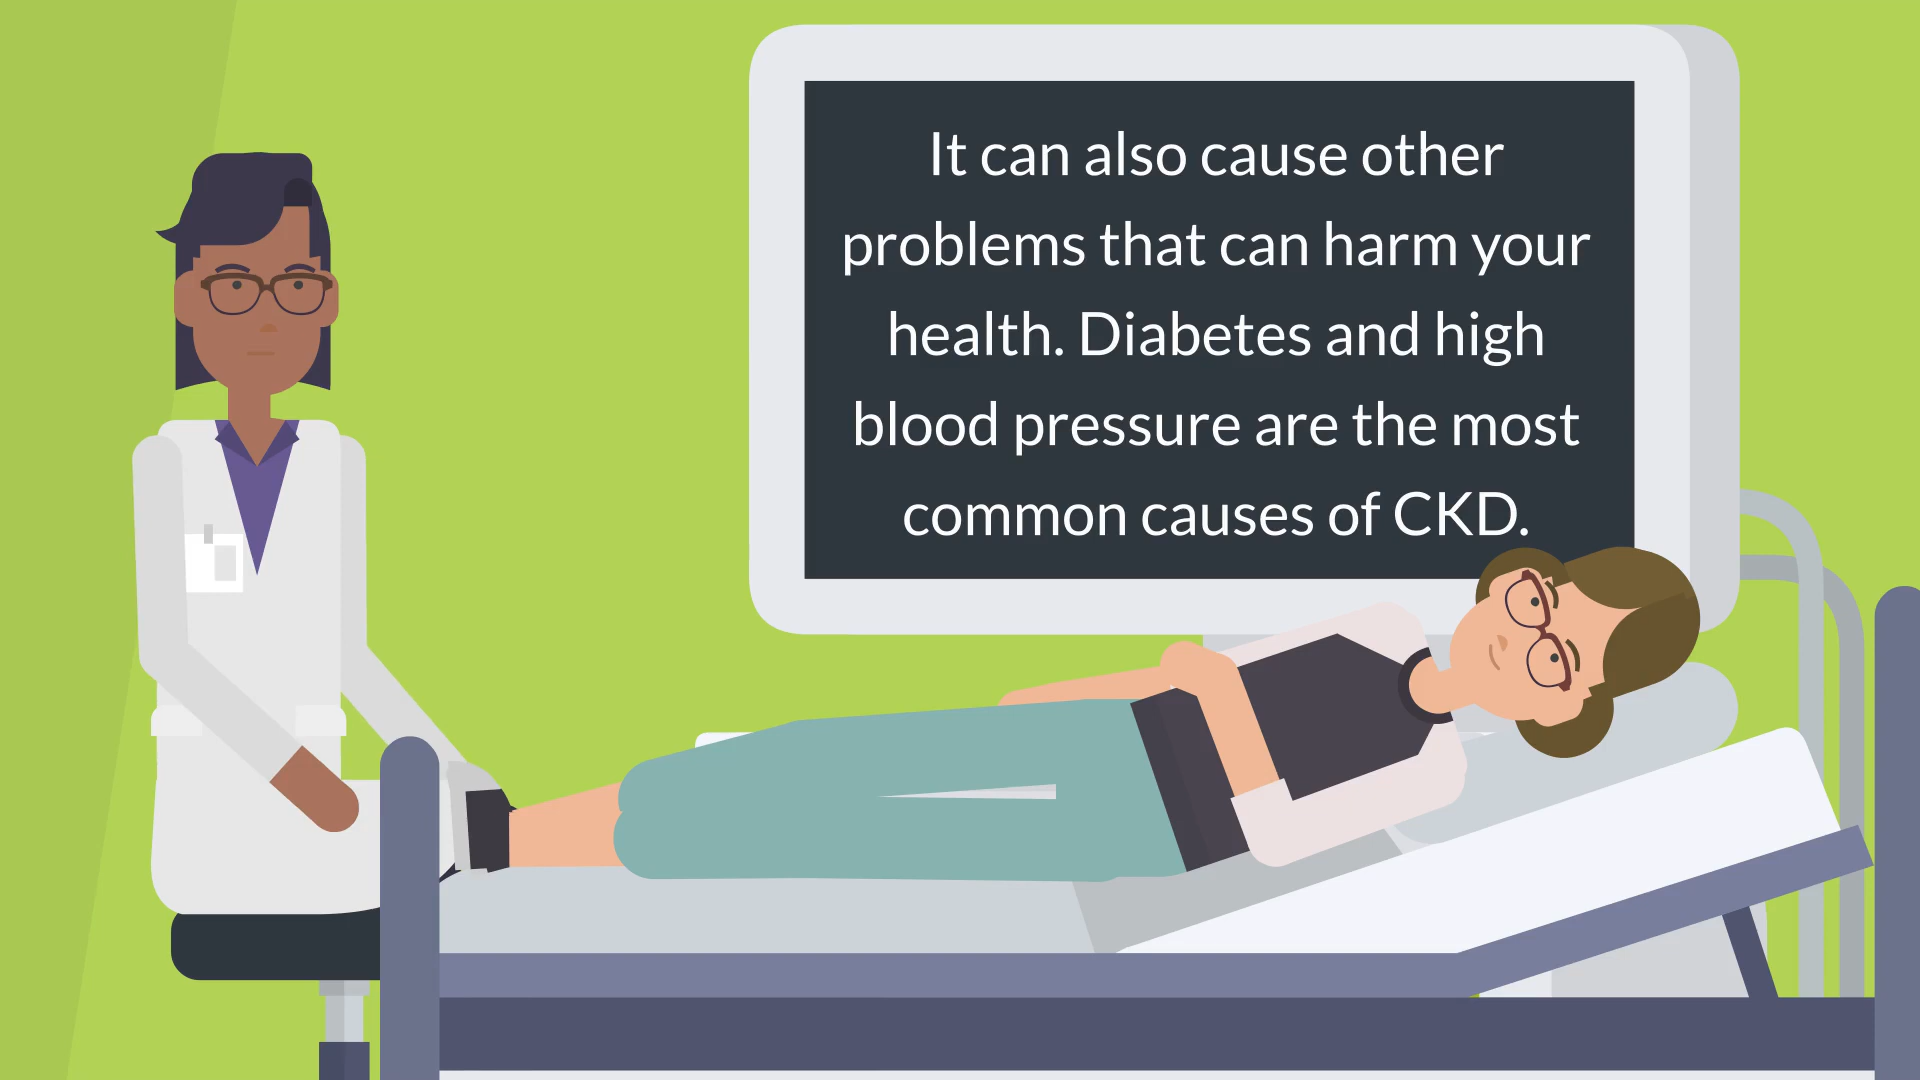 It can also cause other
problems that can harm your
health. Diabetes and high
blood pressure are the most
common causes of CKD.